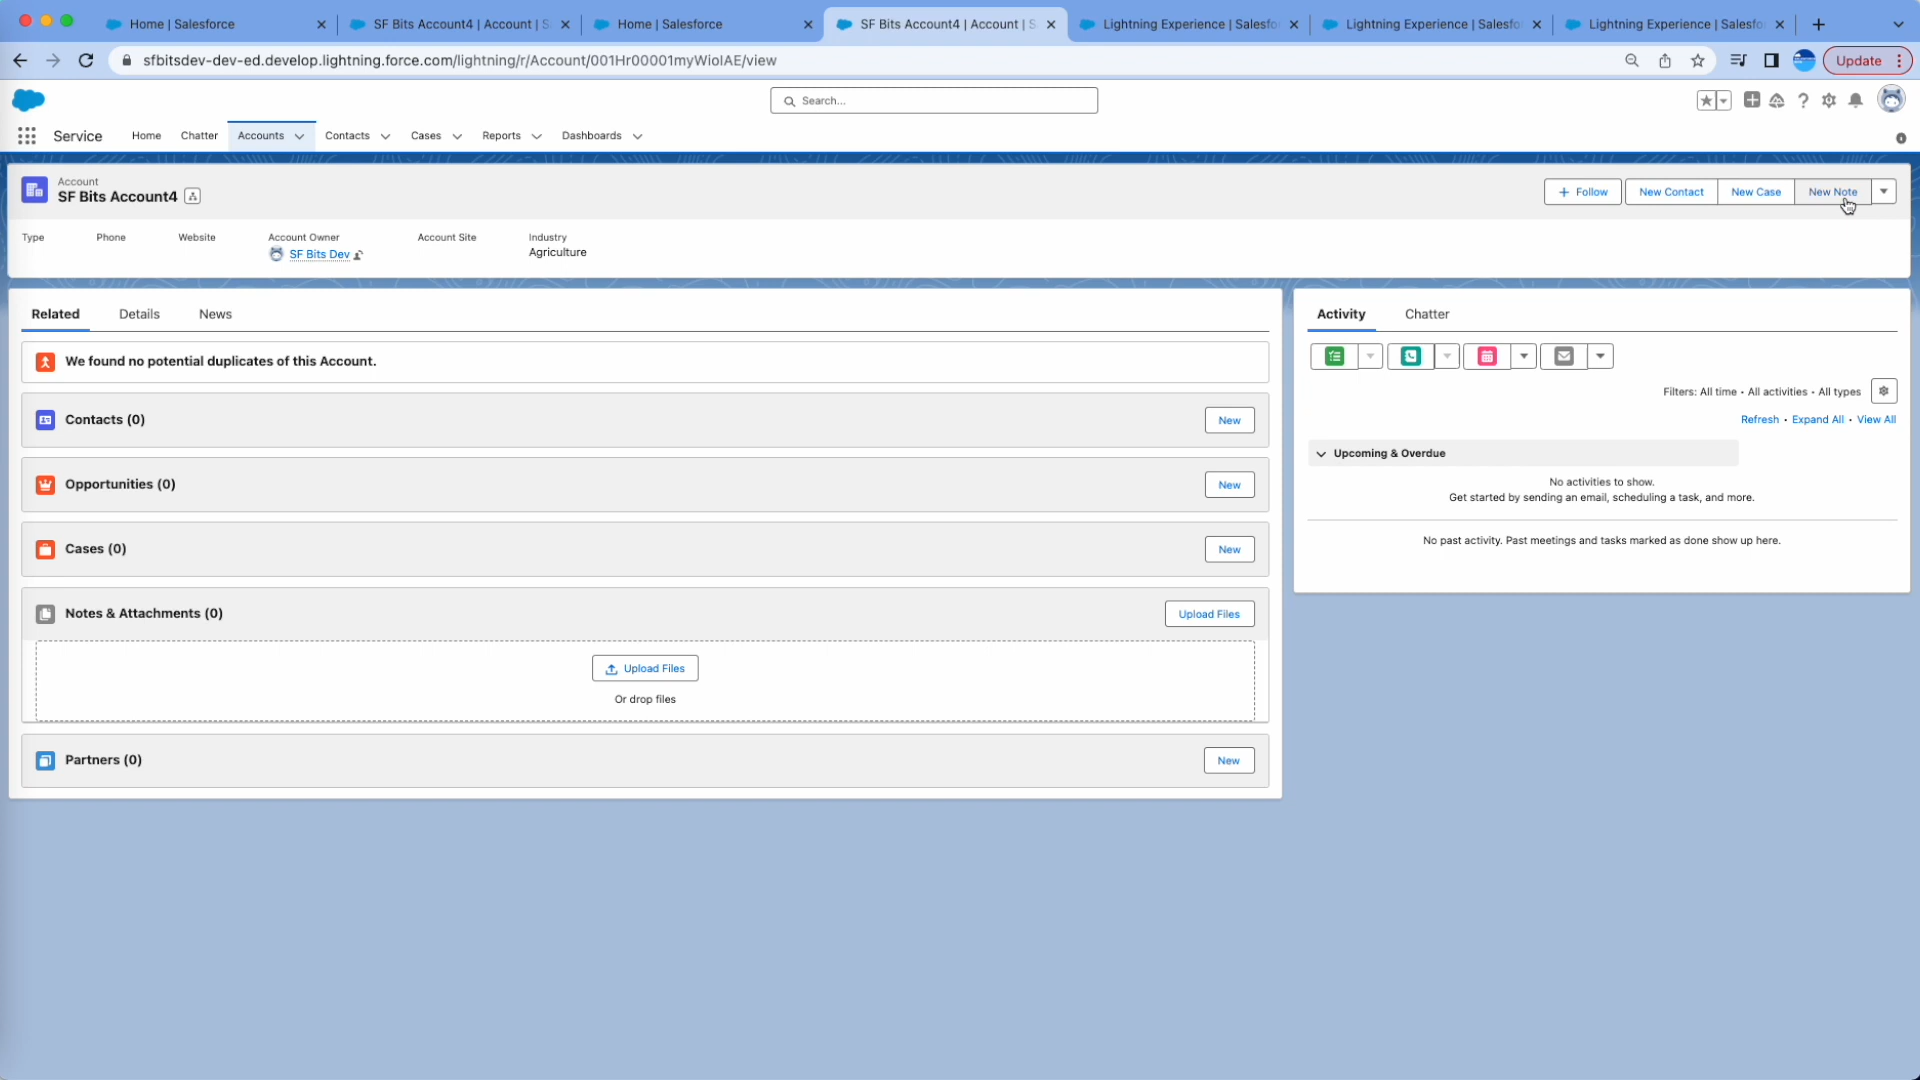 Home | Salesforce
SF Bits Account4 | Account | S
Home | Salesforce
SF Bits Account4 | Account | S
Lightning Experience | Salesfo
Lightning Experience | Salesfo
Lightning Experience | Salesfo
sfbitsdev-dev-ed.develop.lightning.force.com/lightning/r/Account/001Hr00001myWioIAE/view
Update
Search...
Service Home Chatter Accounts Contacts Cases Reports Dashboards
Account
SF Bits Account4
Follow New Contact New Case New Note
Type Phone Website Account Owner Account Site Industry
SF Bits Dev Agriculture
Related Details News
We found no potential duplicates of this Account.
Contacts (0) New
Opportunities (0) New
Cases (0) New
Notes & Attachments (0) Upload Files
Upload Files
Or drop files
Partners (0) New
Activity Chatter
Filters: All time • All activities • All types
Refresh • Expand All • View All
Upcoming & Overdue
No activities to show.
Get started by sending an email, scheduling a task, and more.
No past activity. Past meetings and tasks marked as done show up here.